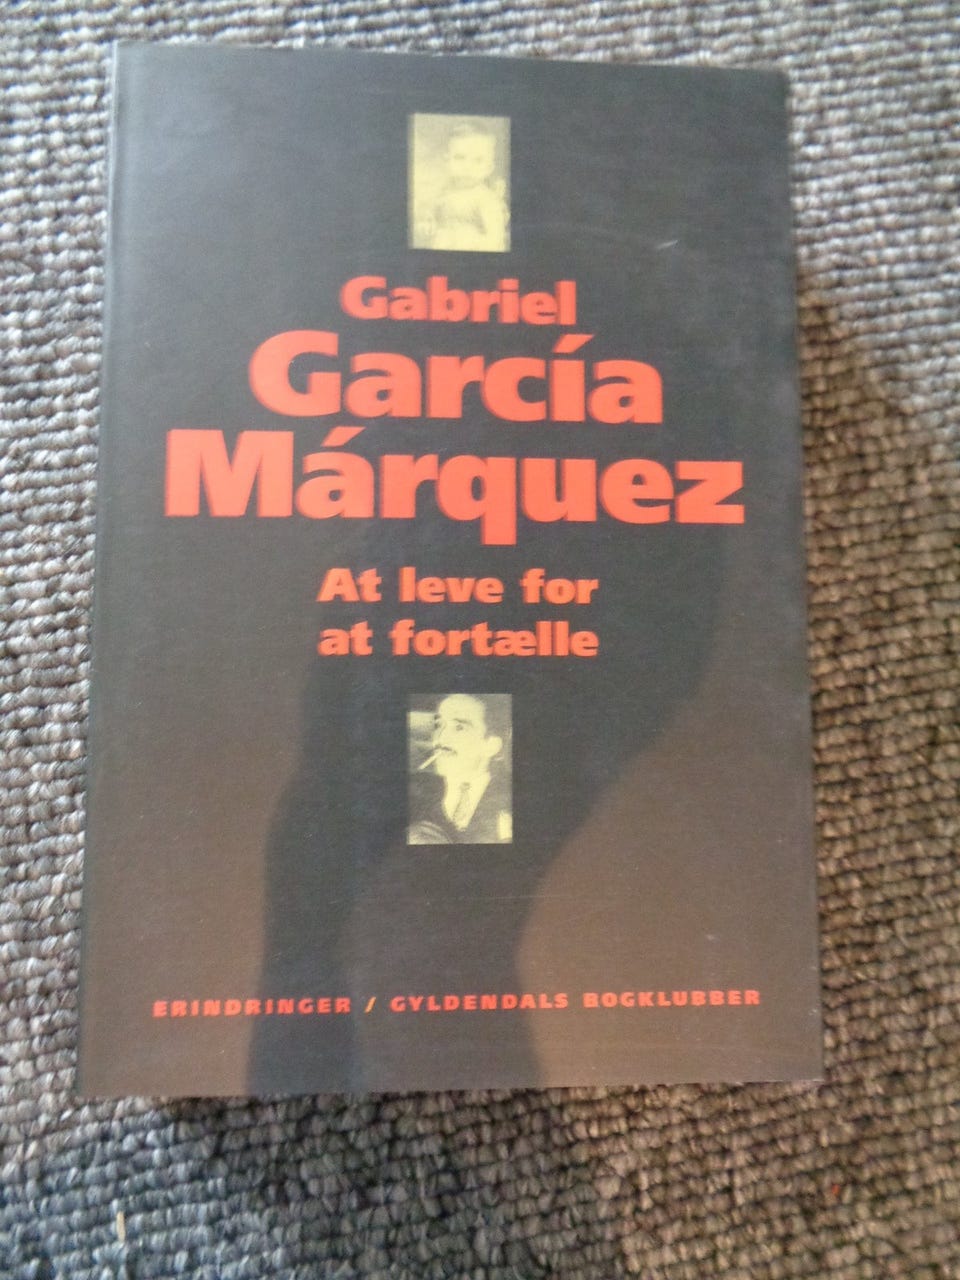 Gabriel
García
Márquez
At leve for
at fortælle
ERINDRINGER / GYLDENDALS BOGKLUBBER